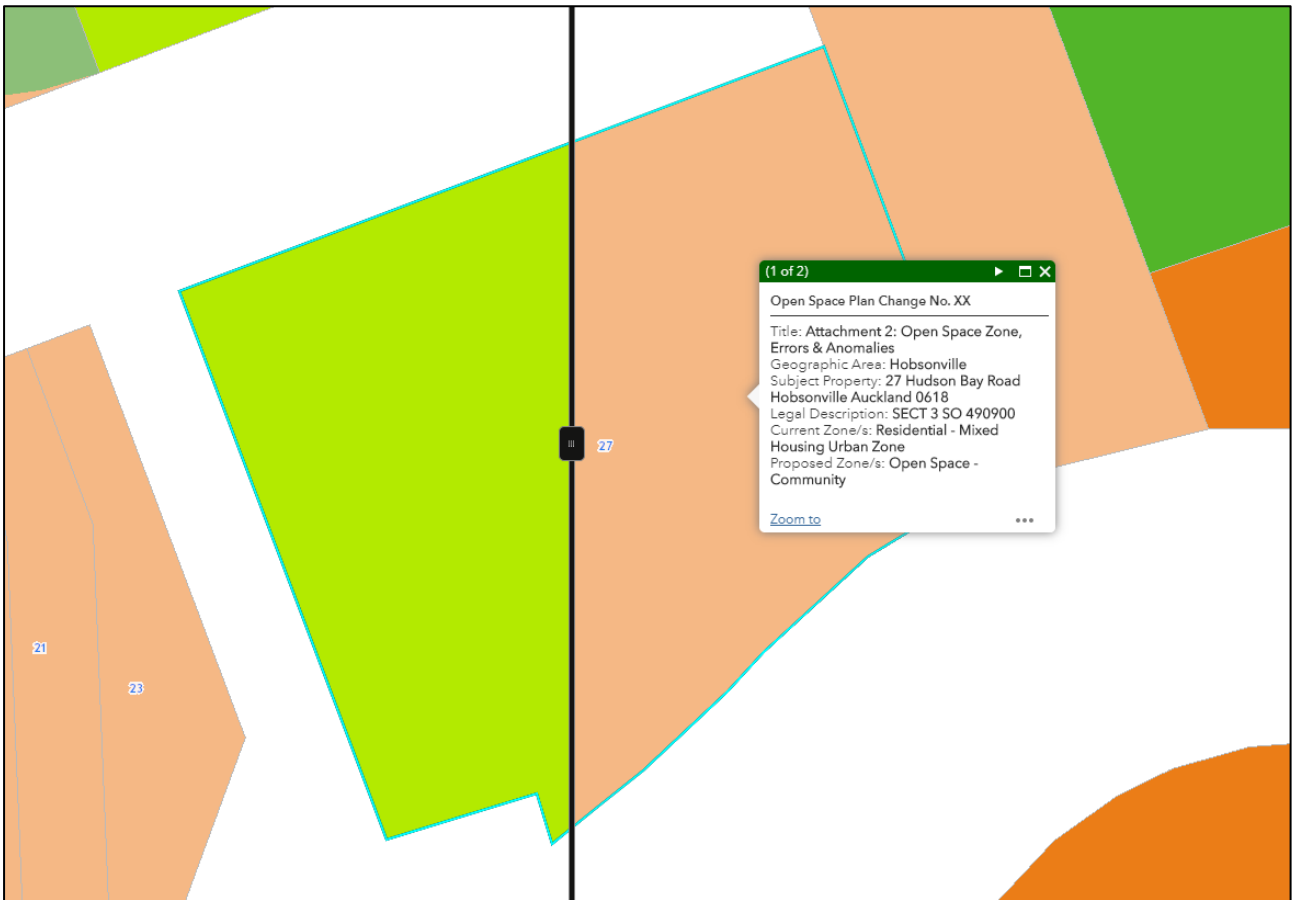 (1 of 2)
Open Space Plan Change No. XX
Title: Attachment 2: Open Space Zone,
Errors & Anomalies
Geographic Area: Hobsonville
Subject Property: 27 Hudson Bay Road
Hobsonville Auckland 0618
Legal Description: SECT 3 SO 490900
Current Zone/s: Residential - Mixed
Housing Urban Zone
Proposed Zone/s: Open Space -
Community
Zoom to
27
21
23